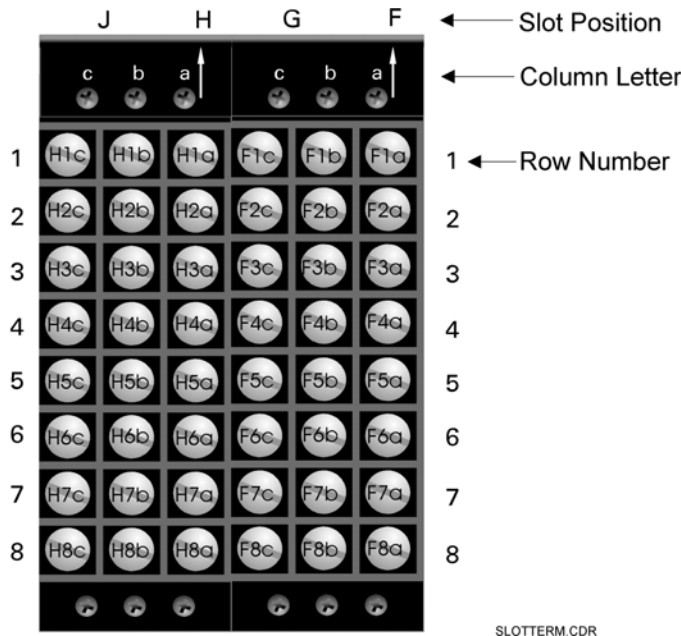 J H G F Slot Position
c b a c b a Column Letter
1 H1c H1b H1a F1c F1b F1a 1 Row Number
2 H2c H2b H2a F2c F2b F2a 2
3 H3c H3b H3a F3c F3b F3a 3
4 H4c H4b H4a F4c F4b F4a 4
5 H5c H5b H5a F5c F5b F5a 5
6 H6c H6b H6a F6c F6b F6a 6
7 H7c H7b H7a F7c F7b F7a 7
8 H8c H8b H8a F8c F8b F8a 8
SLOTTERM.CDR